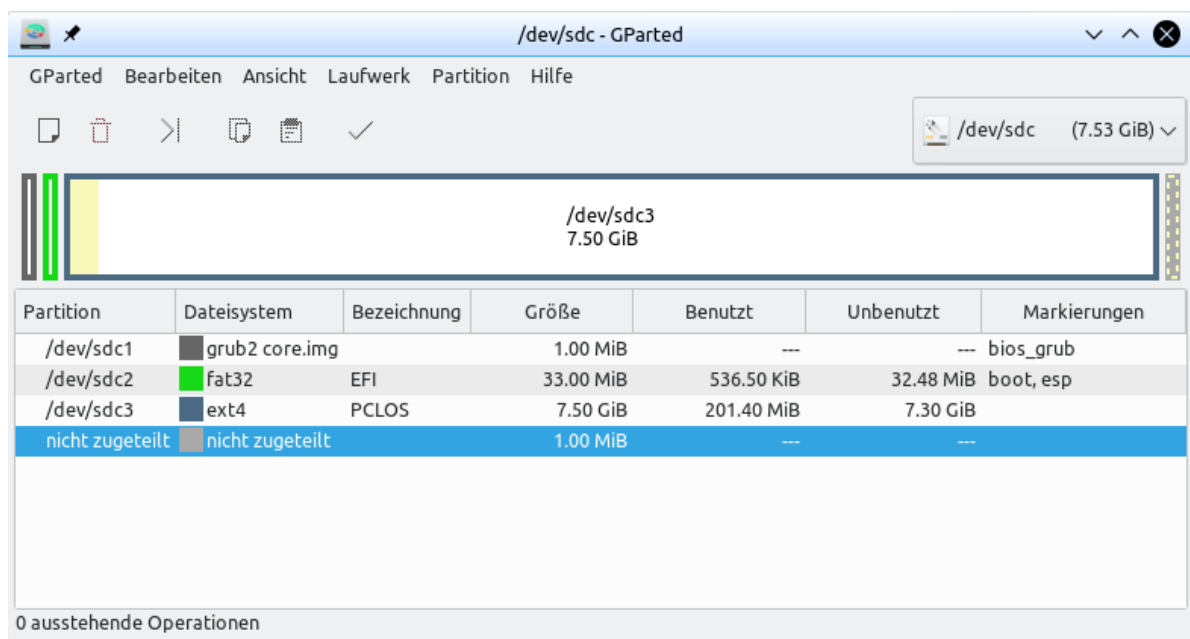 /dev/sdc - GParted
GParted Bearbeiten Ansicht Laufwerk Partition Hilfe
/dev/sdc (7.53 GiB)
/dev/sdc3
7.50 GiB
Partition Dateisystem Bezeichnung Größe Benutzt Unbenutzt Markierungen
/dev/sdc1 grub2 core.img 1.00 MiB --- --- bios_grub
/dev/sdc2 fat32 EFI 33.00 MiB 536.50 KiB 32.48 MiB boot, esp
/dev/sdc3 ext4 PCLOS 7.50 GiB 201.40 MiB 7.30 GiB
nicht zugeteilt nicht zugeteilt 1.00 MiB --- ---
0 ausstehende Operationen